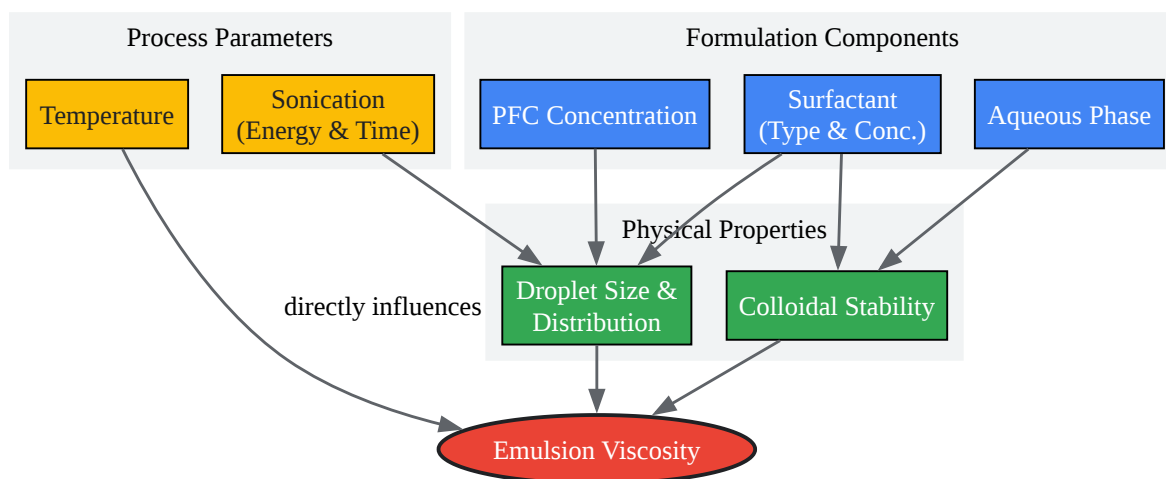 Process Parameters
Formulation Components
Temperature
Sonication
(Energy & Time)
PFC Concentration
Surfactant
(Type & Conc.)
Aqueous Phase
Physical Properties
directly influences
Droplet Size &
Distribution
Colloidal Stability
Emulsion Viscosity